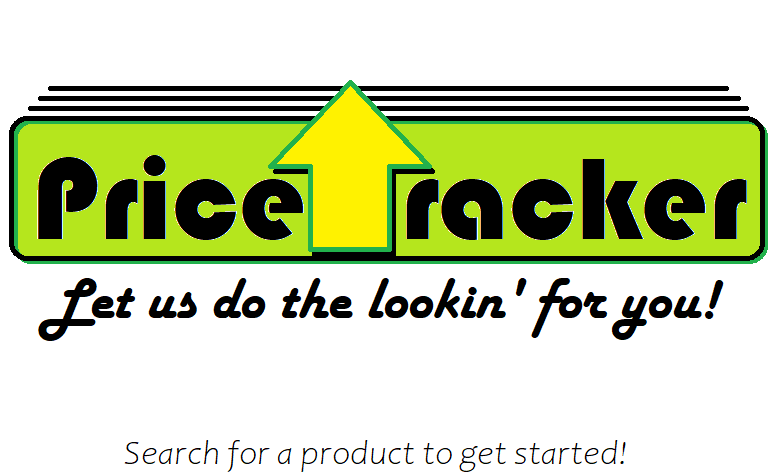 Price Tracker
Let us do the lookin' for you!
Search for a product to get started!